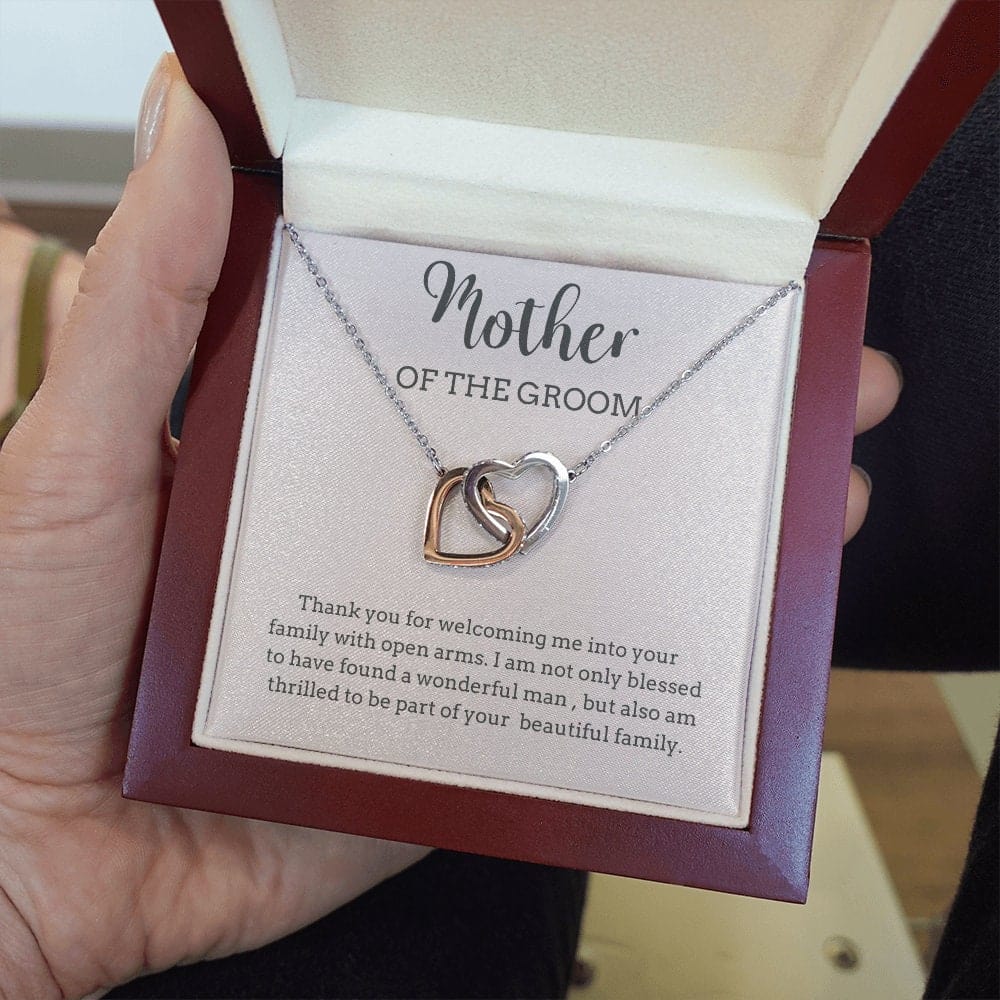 Mother
OF THE GROOM
Thank you for welcoming me into your
family with open arms. I am not only blessed
to have found a wonderful man , but also am
thrilled to be part of your beautiful family.